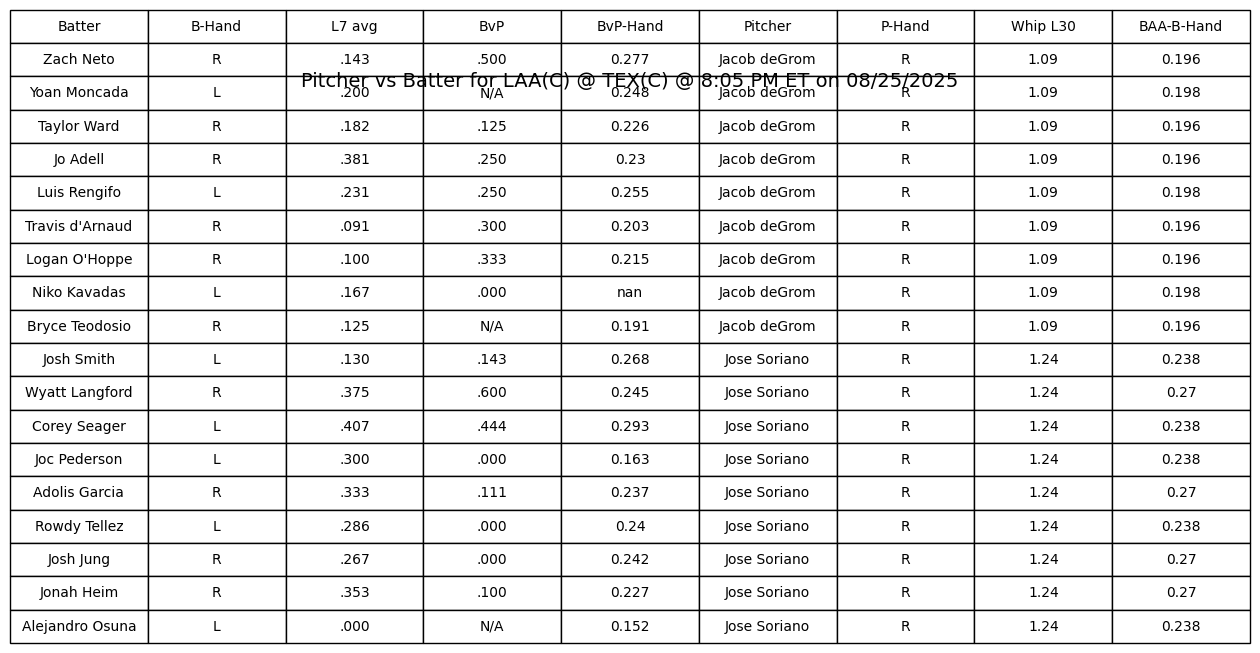 Batter B-Hand L7 avg BvP BvP-Hand Pitcher P-Hand Whip L30 BAA-B-Hand
Zach Neto R .143 .500 0.277 Jacob deGrom R 1.09 0.196
Pitcher vs Batter for LAA(C) @ TEX(C) @ 8:05 PM ET on 08/25/2025
Yoan Moncada L .200 N/A 0.248 Jacob deGrom R 1.09 0.198
Taylor Ward R .182 .125 0.226 Jacob deGrom R 1.09 0.196
Jo Adell R .381 .250 0.23 Jacob deGrom R 1.09 0.196
Luis Rengifo L .231 .250 0.255 Jacob deGrom R 1.09 0.198
Travis d'Arnaud R .091 .300 0.203 Jacob deGrom R 1.09 0.196
Logan O'Hoppe R .100 .333 0.215 Jacob deGrom R 1.09 0.196
Niko Kavadas L .167 .000 nan Jacob deGrom R 1.09 0.198
Bryce Teodosio R .125 N/A 0.191 Jacob deGrom R 1.09 0.196
Josh Smith L .130 .143 0.268 Jose Soriano R 1.24 0.238
Wyatt Langford R .375 .600 0.245 Jose Soriano R 1.24 0.27
Corey Seager L .407 .444 0.293 Jose Soriano R 1.24 0.238
Joc Pederson L .300 .000 0.163 Jose Soriano R 1.24 0.238
Adolis Garcia R .333 .111 0.237 Jose Soriano R 1.24 0.27
Rowdy Tellez L .286 .000 0.24 Jose Soriano R 1.24 0.238
Josh Jung R .267 .000 0.242 Jose Soriano R 1.24 0.27
Jonah Heim R .353 .100 0.227 Jose Soriano R 1.24 0.27
Alejandro Osuna L .000 N/A 0.152 Jose Soriano R 1.24 0.238